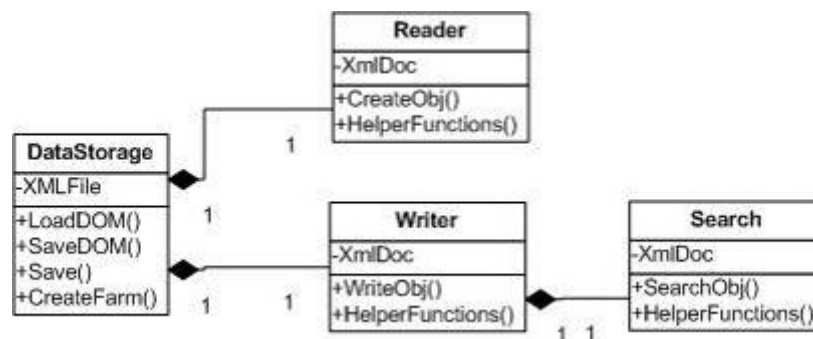 Reader
-XmlDoc
+CreateObj()
+HelperFunctions()
1
DataStorage
-XMLFile
+LoadDOM()
+SaveDOM()
+Save()
+CreateFarm()
1
1
1
Writer
-XmlDoc
+WriteObj()
+HelperFunctions()
1 1
Search
-XmlDoc
+SearchObj()
+HelperFunctions()